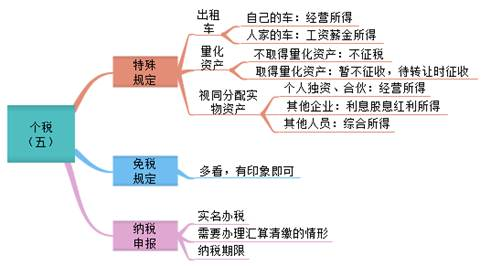 个税
（五）
特殊
规定
出租
车
自己的车：经营所得
人家的车：工资薪金所得
量化
资产
不取得量化资产：不征税
取得量化资产：暂不征收，待转让时征收
视同分配实
物资产
个人独资、合伙：经营所得
其他企业：利息股息红利所得
其他人员：综合所得
免税
规定
多看，有印象即可
纳税
申报
实名办税
需要办理汇算清缴的情形
纳税期限